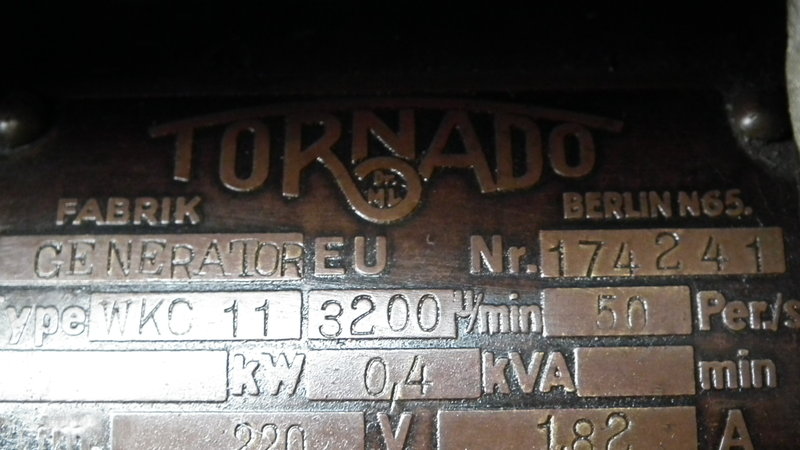 TORNADO
FABRIK BERLIN N65.
GENERATOR EU Nr. 174241
ype WKC 11 3200 U/min 50 Per./s
kW 0,4 kVA min
220 V 1,82 A